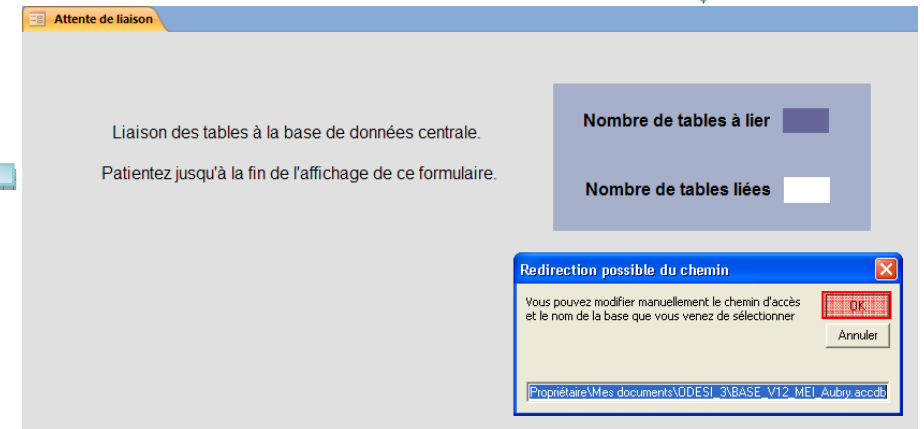 Attente de liaison
Liaison des tables à la base de données centrale.
Patientez jusqu'à la fin de l'affichage de ce formulaire.
Nombre de tables à lier
Nombre de tables liées
Redirection possible du chemin
Vous pouvez modifier manuellement le chemin d'accès
et le nom de la base que vous venez de sélectionner
OK
Annuler
Propriétaire\Mes documents\ODESI_3\BASE_V12_MEI_Aubry.accdb